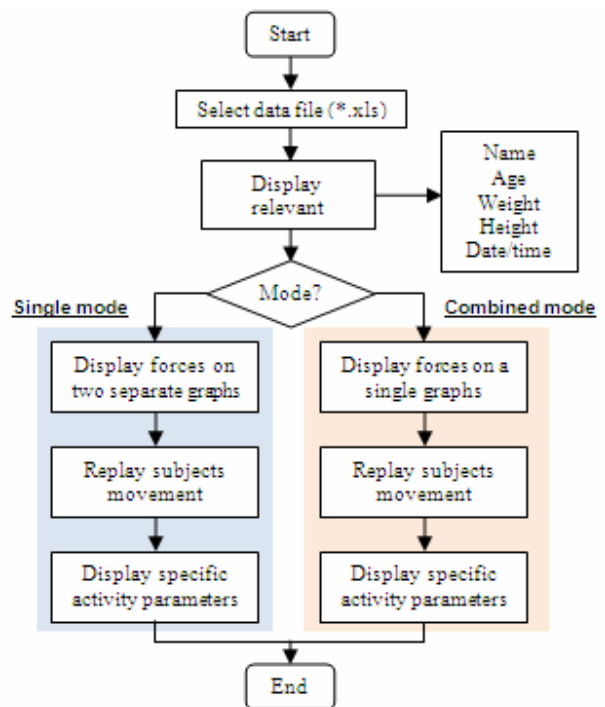 Start
Select data file (*.xls)
Display
relevant
Name
Age
Weight
Height
Date/time
Mode?
Single mode
Combined mode
Display forces on
two separate graphs
Replay subjects
movement
Display specific
activity parameters
Display forces on a
single graphs
Replay subjects
movement
Display specific
activity parameters
End